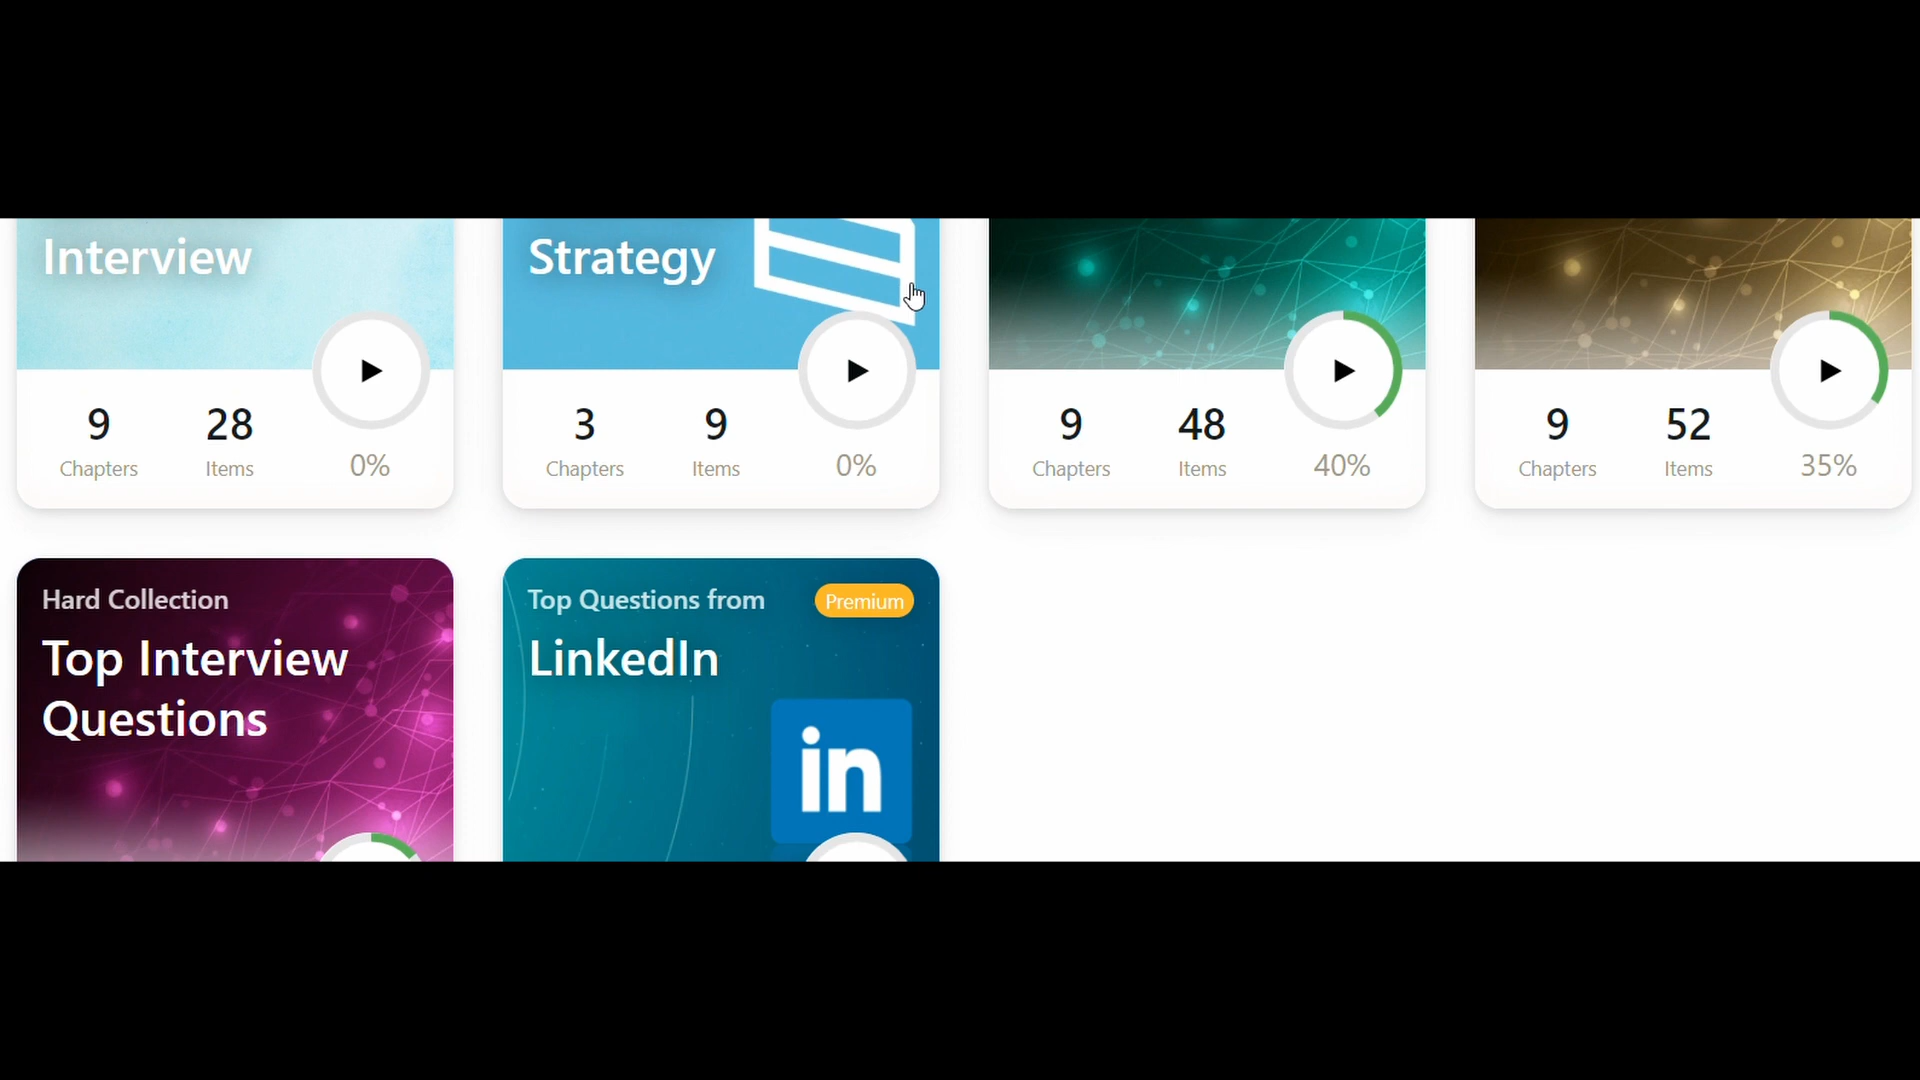 Interview
Strategy
9
28
3
9
9
48
9
52
Chapters
Items
0%
Chapters
Items
0%
Chapters
Items
40%
Chapters
Items
35%
Hard Collection
Top Interview
Questions
Top Questions from
Premium
LinkedIn
in